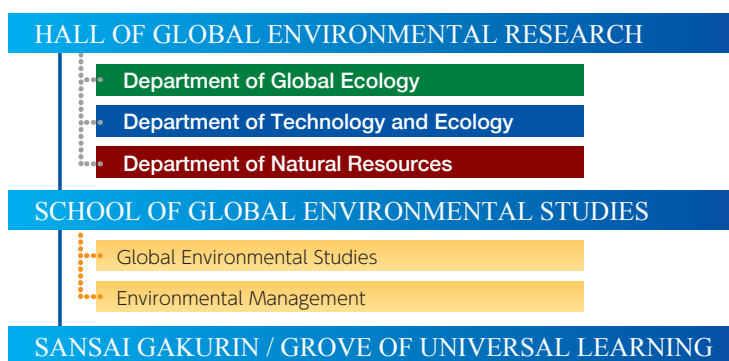 HALL OF GLOBAL ENVIRONMENTAL RESEARCH
Department of Global Ecology
Department of Technology and Ecology
Department of Natural Resources
SCHOOL OF GLOBAL ENVIRONMENTAL STUDIES
Global Environmental Studies
Environmental Management
SANSAI GAKURIN / GROVE OF UNIVERSAL LEARNING